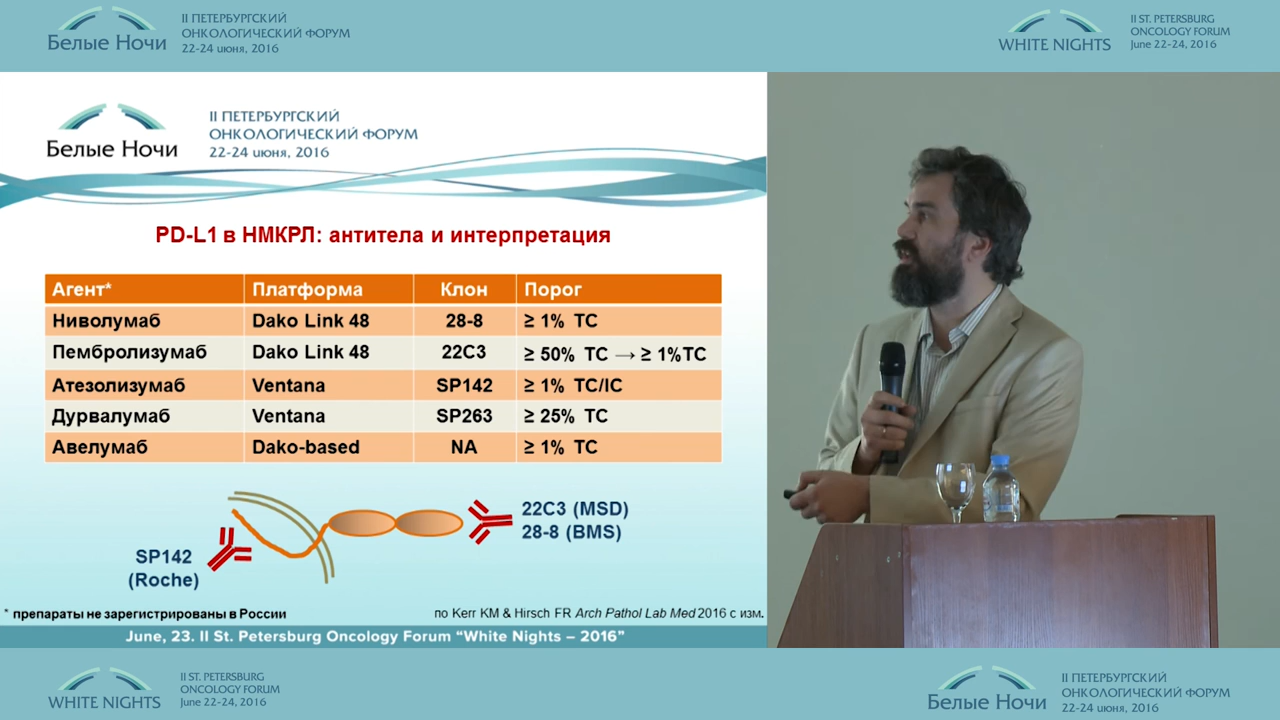 II ПЕТЕРБУРГСКИЙ
ОНКОЛОГИЧЕСКИЙ ФОРУМ
22-24 июня, 2016
Белые Ночи
II ST. PETERSBURG
ONCOLOGY FORUM
June 22-24, 2016
WHITE NIGHTS
II ПЕТЕРБУРГСКИЙ
ОНКОЛОГИЧЕСКИЙ ФОРУМ
22-24 июня, 2016
Белые Ночи
PD-L1 в НМКРЛ: антитела и интерпретация
Агент* Платформа Клон Порог
Ниволумаб Dako Link 48 28-8 ≥ 1% TC
Пембролизумаб Dako Link 48 22C3 ≥ 50% TC → ≥ 1%TC
Атезолизумаб Ventana SP142 ≥ 1% TC/IC
Дурвалумаб Ventana SP263 ≥ 25% TC
Авелумаб Dako-based NA ≥ 1% TC
22C3 (MSD)
28-8 (BMS)
SP142
(Roche)
* препараты не зарегистрированы в России
по Kerr KM & Hirsch FR Arch Pathol Lab Med 2016 с изм.
June, 23. II St. Petersburg Oncology Forum “White Nights – 2016”
II ST. PETERSBURG
ONCOLOGY FORUM
June 22-24, 2016
WHITE NIGHTS
II ПЕТЕРБУРГСКИЙ
ОНКОЛОГИЧЕСКИЙ ФОРУМ
22-24 июня, 2016
Белые Ночи